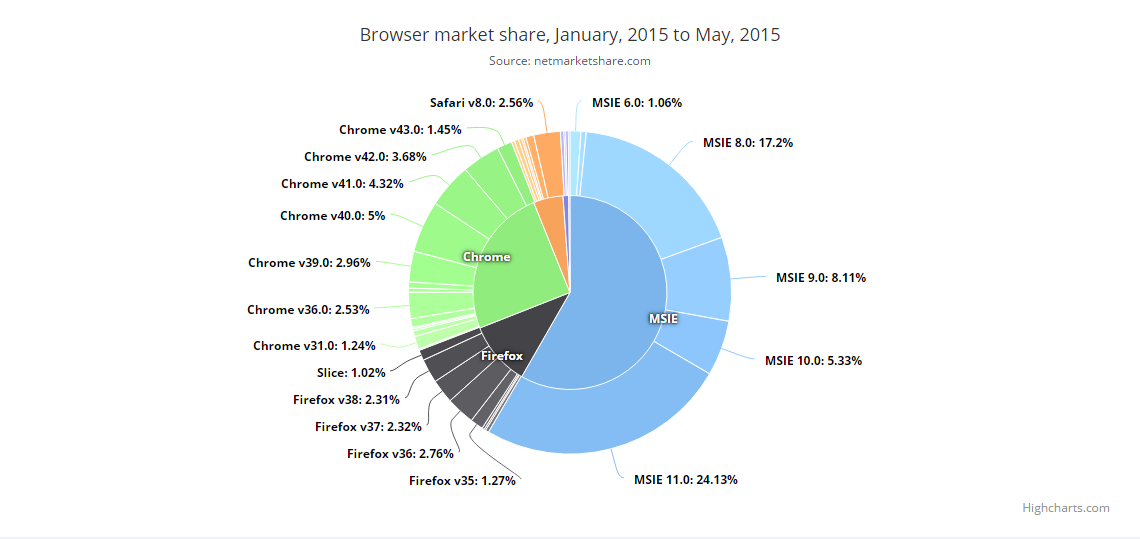 Browser market share, January, 2015 to May, 2015
Source: netmarketshare.com
Safari v8.0: 2.56%
MSIE 6.0: 1.06%
Chrome v43.0: 1.45%
MSIE 8.0: 17.2%
Chrome v42.0: 3.68%
Chrome v41.0: 4.32%
Chrome v40.0: 5%
Chrome
Chrome v39.0: 2.96%
MSIE 9.0: 8.11%
Chrome v36.0: 2.53%
MSIE
Chrome v31.0: 1.24%
Firefox
MSIE 10.0: 5.33%
Slice: 1.02%
Firefox v38: 2.31%
Firefox v37: 2.32%
Firefox v36: 2.76%
Firefox v35: 1.27%
MSIE 11.0: 24.13%
Highcharts.com